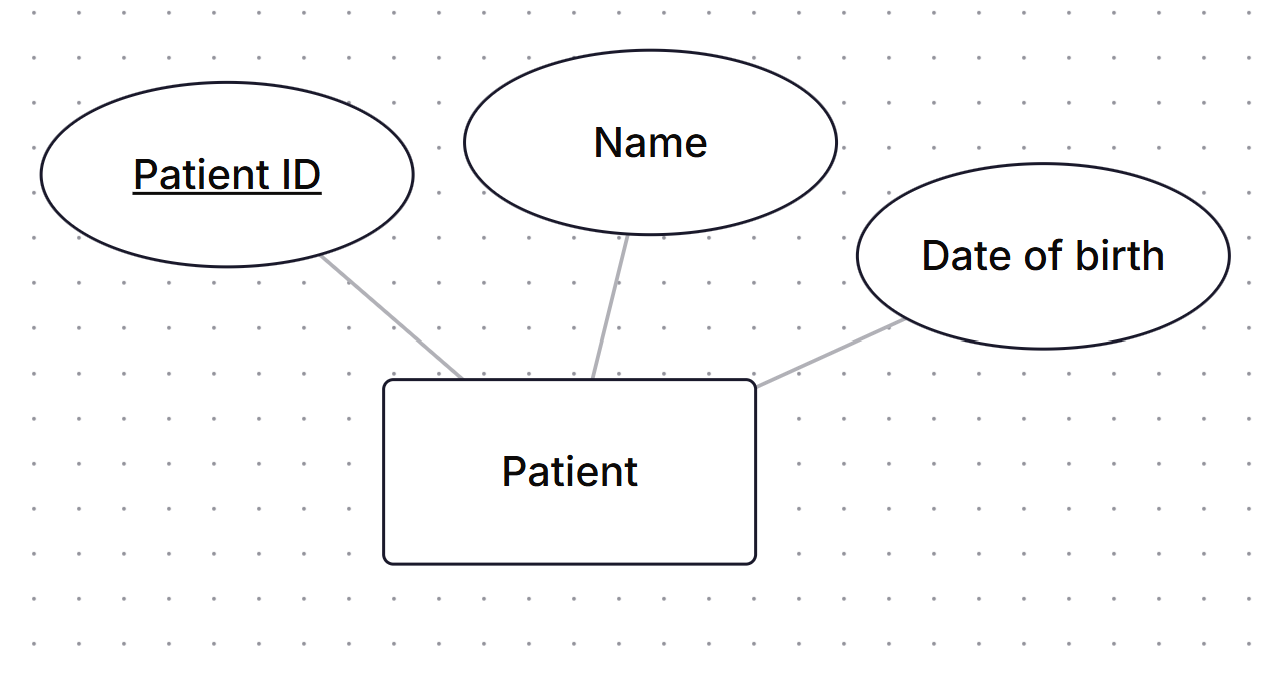 Patient ID
Name
Date of birth
Patient